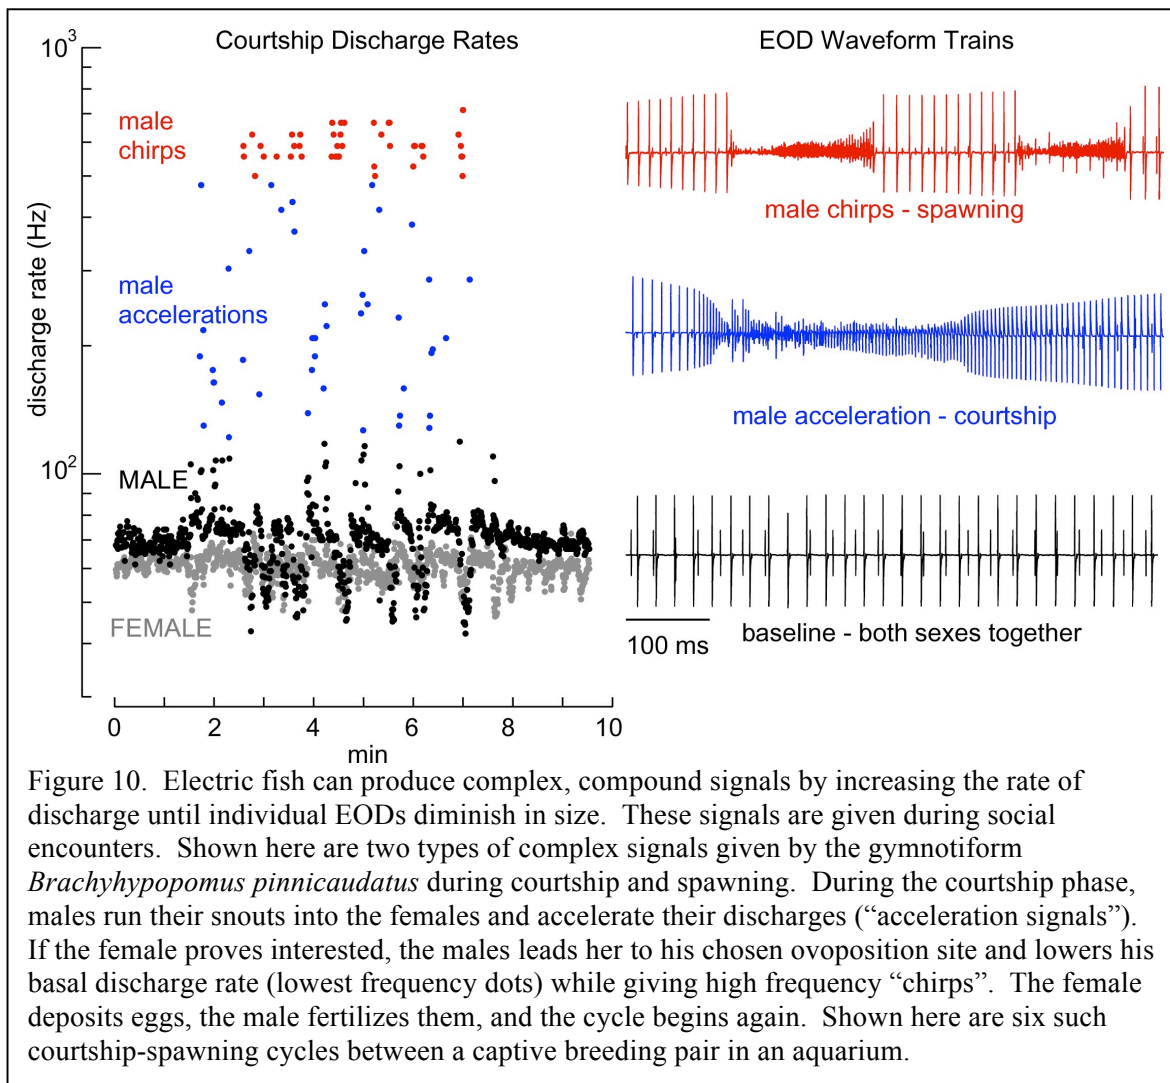 Courtship Discharge Rates
EOD Waveform Trains
10³
10²
discharge rate (Hz)
male
chirps
male
accelerations
MALE
FEMALE
0
2
4
6
8
10
min
male chirps - spawning
male acceleration - courtship
baseline - both sexes together
100 ms
Figure 10.  Electric fish can produce complex, compound signals by increasing the rate of
discharge until individual EODs diminish in size.  These signals are given during social
encounters.  Shown here are two types of complex signals given by the gymnotiform
Brachyhypopomus pinnicaudatus during courtship and spawning.  During the courtship phase,
males run their snouts into the females and accelerate their discharges (“acceleration signals”).
If the female proves interested, the males leads her to his chosen ovoposition site and lowers his
basal discharge rate (lowest frequency dots) while giving high frequency “chirps”.  The female
deposits eggs, the male fertilizes them, and the cycle begins again.  Shown here are six such
courtship-spawning cycles between a captive breeding pair in an aquarium.